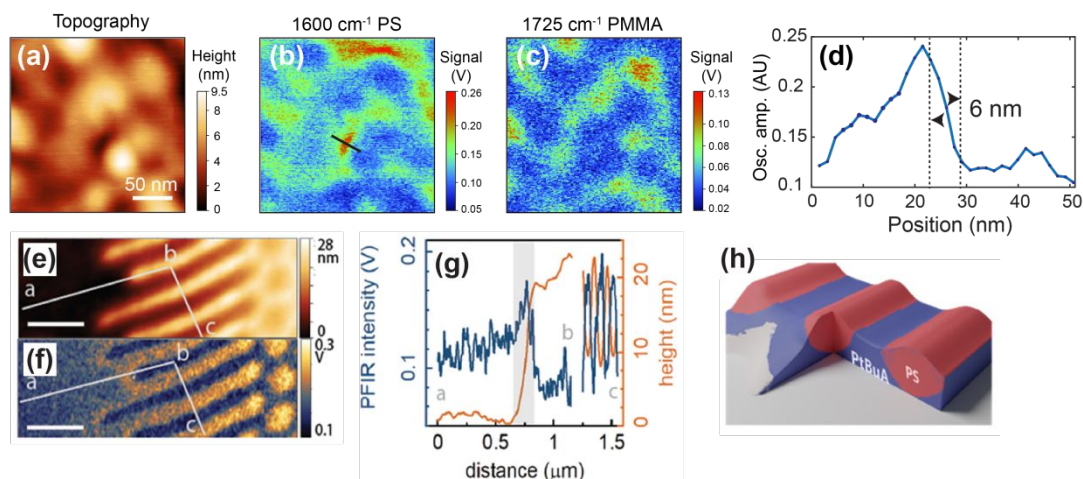 Topography
1600 cm⁻¹ PS
1725 cm⁻¹ PMMA
(a)
50 nm
Height
(nm)
9.5
8
6
4
2
0
(b)
Signal
(V)
0.26
0.20
0.15
0.10
0.05
(c)
Signal
(V)
0.13
0.10
0.08
0.06
0.04
0.02
(d)
Osc. amp. (AU)
0.25
0.2
0.15
0.1
6 nm
0 10 20 30 40 50
Position (nm)
(e)
a
b
c
28
nm
0
(f)
a
b
c
0.3
V
0.1
(g)
PFIR intensity (V)
0.2
0.1
a
b
c
height (nm)
20
10
0
0 0.5 1.0 1.5
distance (μm)
(h)
PtBuA
PS